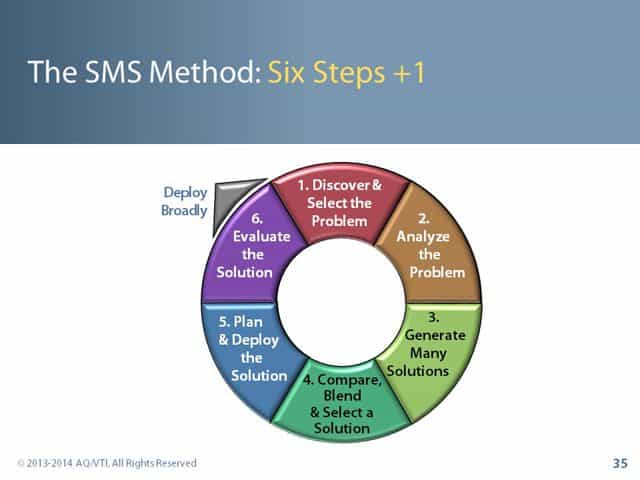 The SMS Method: Six Steps +1
Deploy
Broadly
1. Discover &
Select the
Problem
2.
Analyze
the
Problem
3.
Generate
Many
Solutions
4. Compare,
Blend
& Select a
Solution
5. Plan
& Deploy
the
Solution
6.
Evaluate
the
Solution
© 2013-2014 AQ/VTI, All Rights Reserved
35